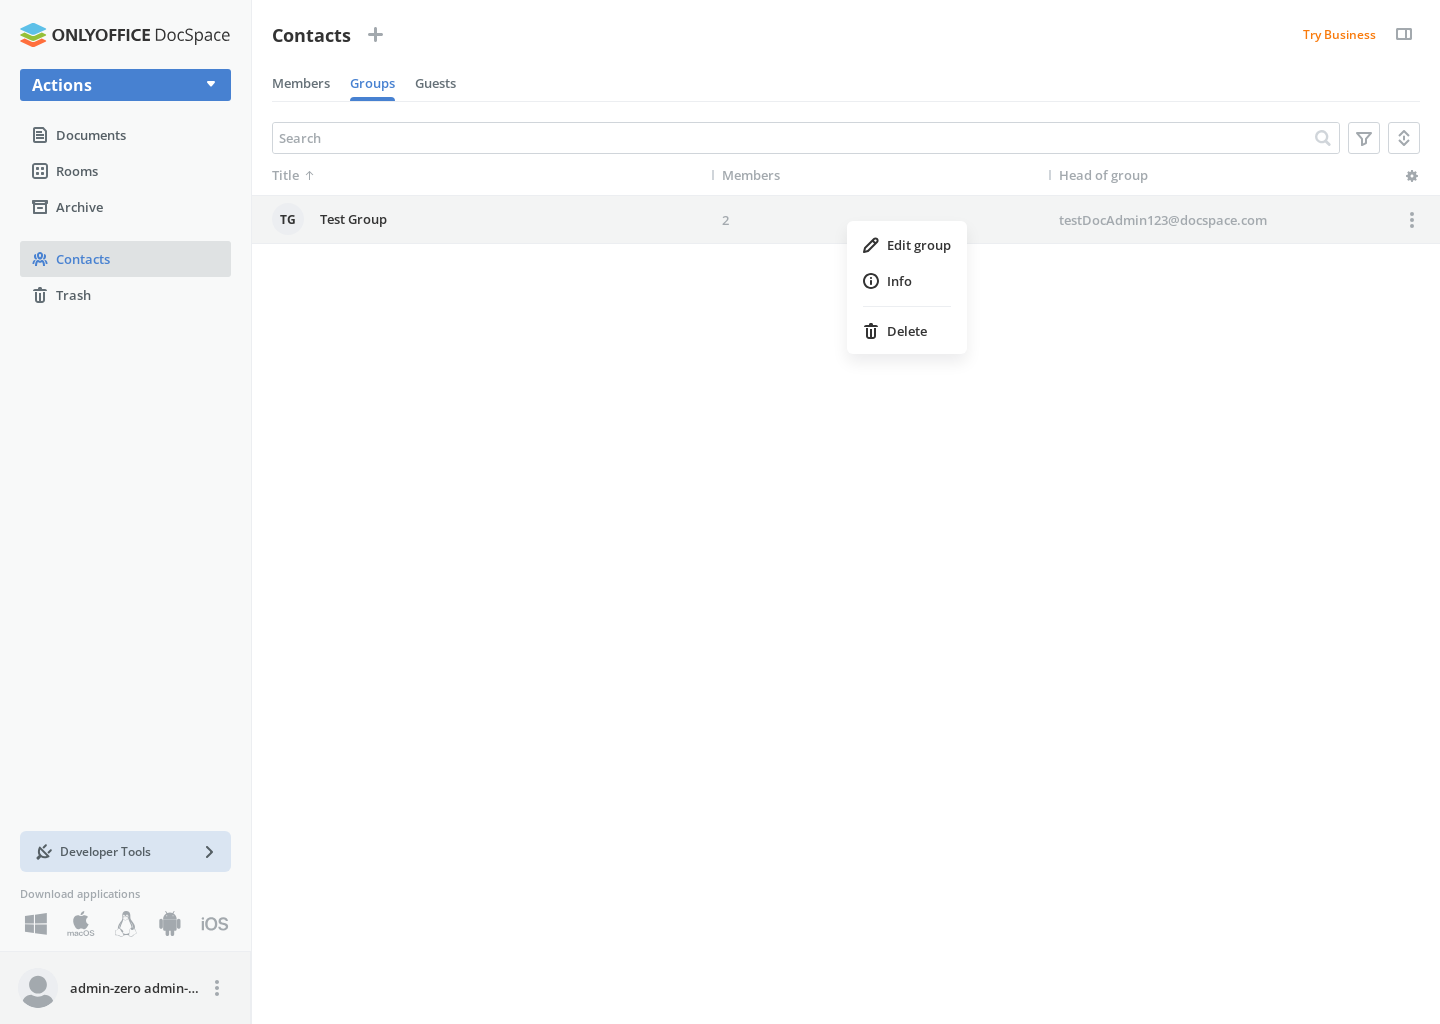 ONLYOFFICE DocSpace
Actions
Documents
Rooms
Archive
Contacts
Trash
Developer Tools
Download applications
macOS
iOS
admin-zero admin-...
Contacts
Try Business
Members
Groups
Guests
Search
Title
Members
Head of group
TG
Test Group
2
testDocAdmin123@docspace.com
Edit group
Info
Delete